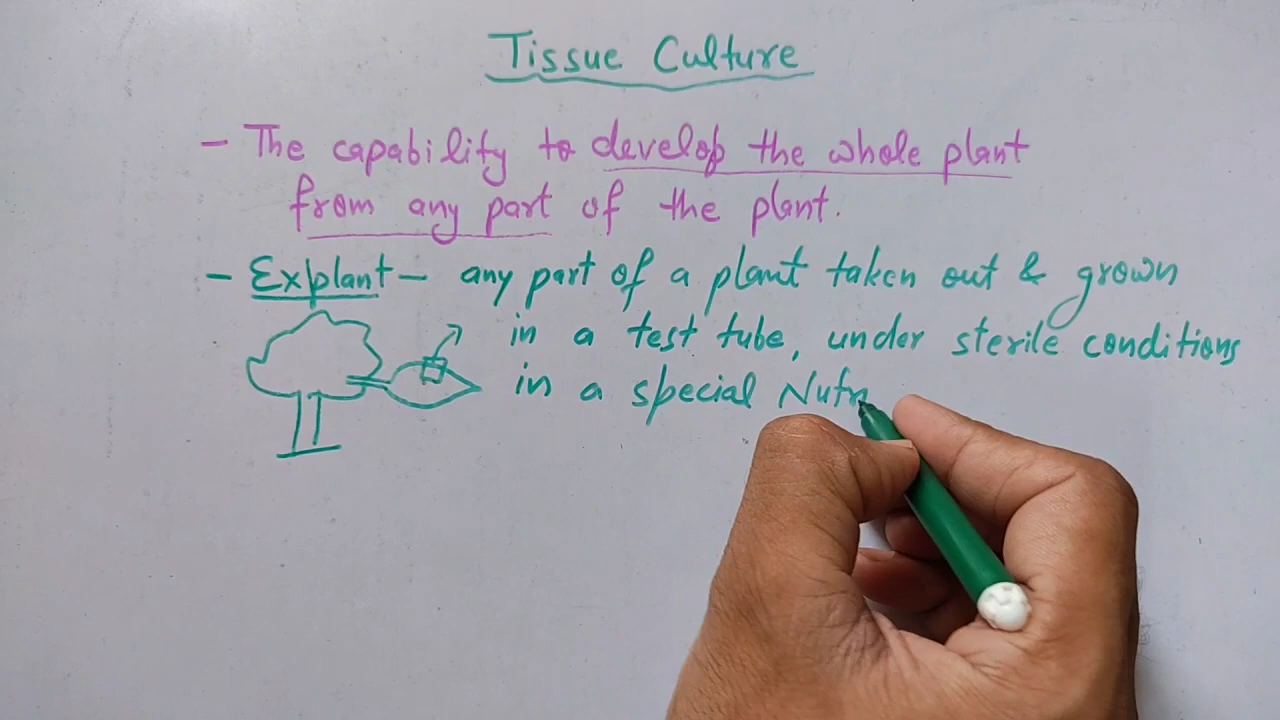 Tissue Culture
- The capability to develop the whole plant
from any part of the plant.
- Explant - any part of a plant taken out & grown
in a test tube, under sterile conditions
in a special Nutr